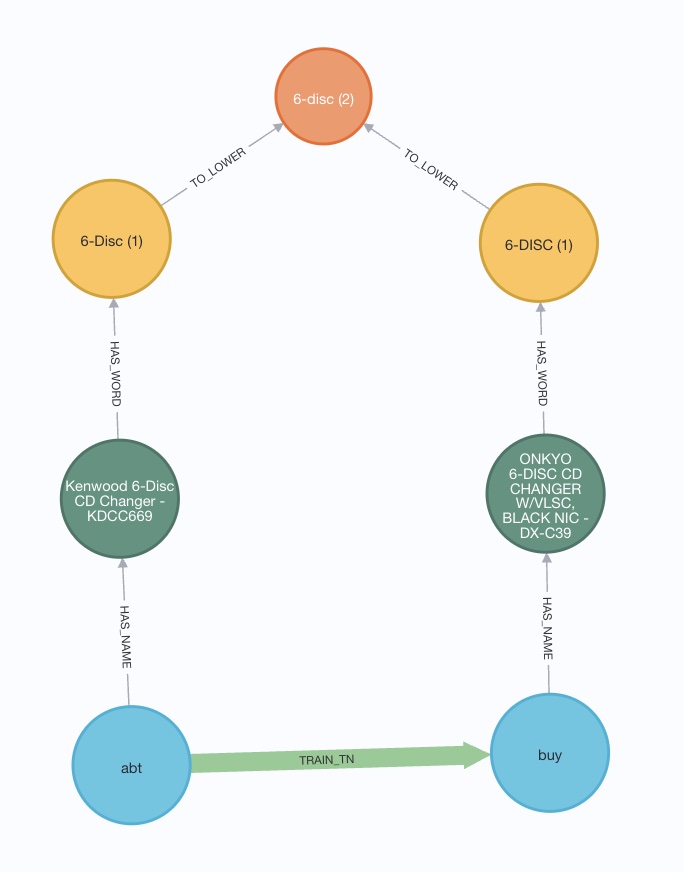 6-disc (2)
TO_LOWER
TO_LOWER
6-Disc (1)
6-DISC (1)
HAS_WORD
HAS_WORD
Kenwood 6-Disc
CD Changer -
KDCC669
ONKYO
6-DISC CD
CHANGER
W/VLSC,
BLACK NIC -
DX-C39
HAS_NAME
HAS_NAME
abt
TRAIN_TN
buy